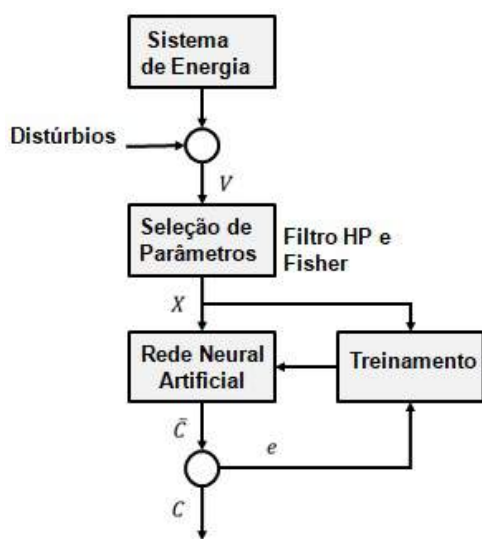 Sistema
de Energia
Distúrbios
V
Seleção de
Parâmetros
Filtro HP e
Fisher
X
Rede Neural
Artificial
Treinamento
C̄
e
C